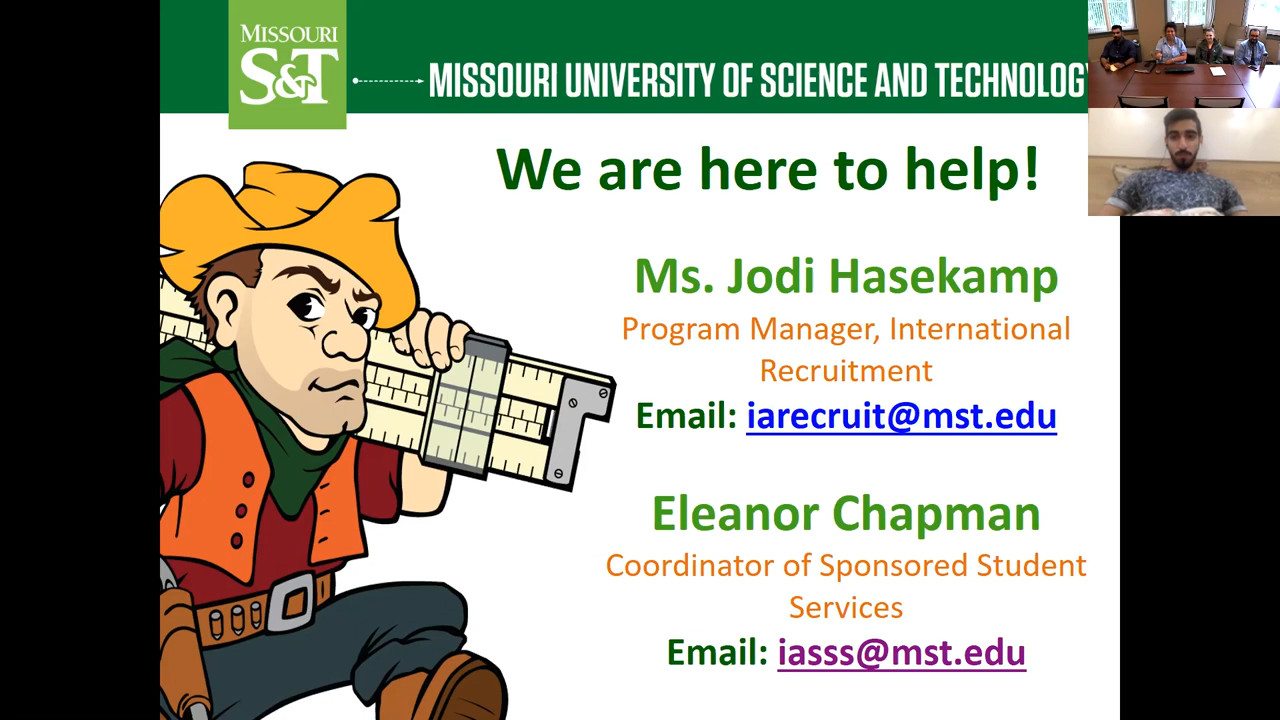 MISSOURI
S&T
MISSOURI UNIVERSITY OF SCIENCE AND TECHNOLOGY
We are here to help!
Ms. Jodi Hasekamp
Program Manager, International
Recruitment
Email: iarecruit@mst.edu
Eleanor Chapman
Coordinator of Sponsored Student
Services
Email: iasss@mst.edu